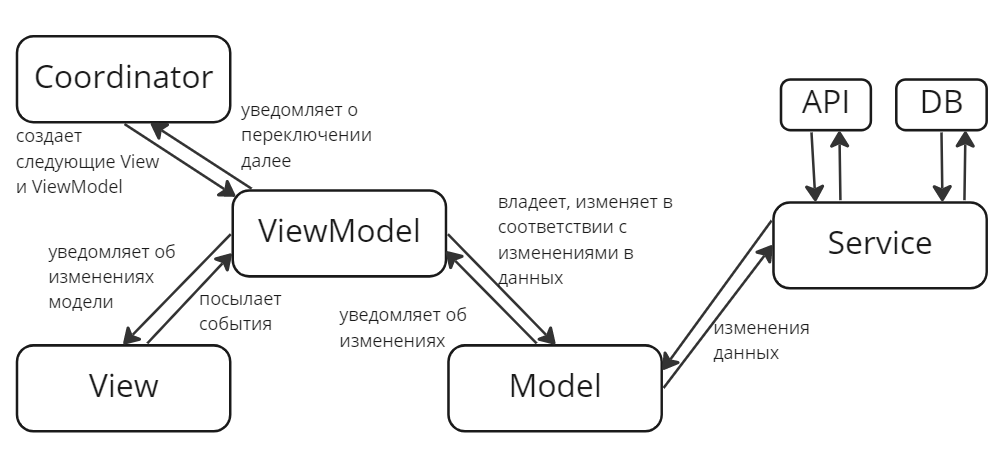 Coordinator
уведомляет о
переключении
далее
создает
следующие View
и ViewModel
API
DB
ViewModel
владеет, изменяет в
соответствии с
изменениями в
данных
Service
уведомляет об
изменениях
модели
посылает
события
уведомляет об
изменениях
изменения
данных
View
Model